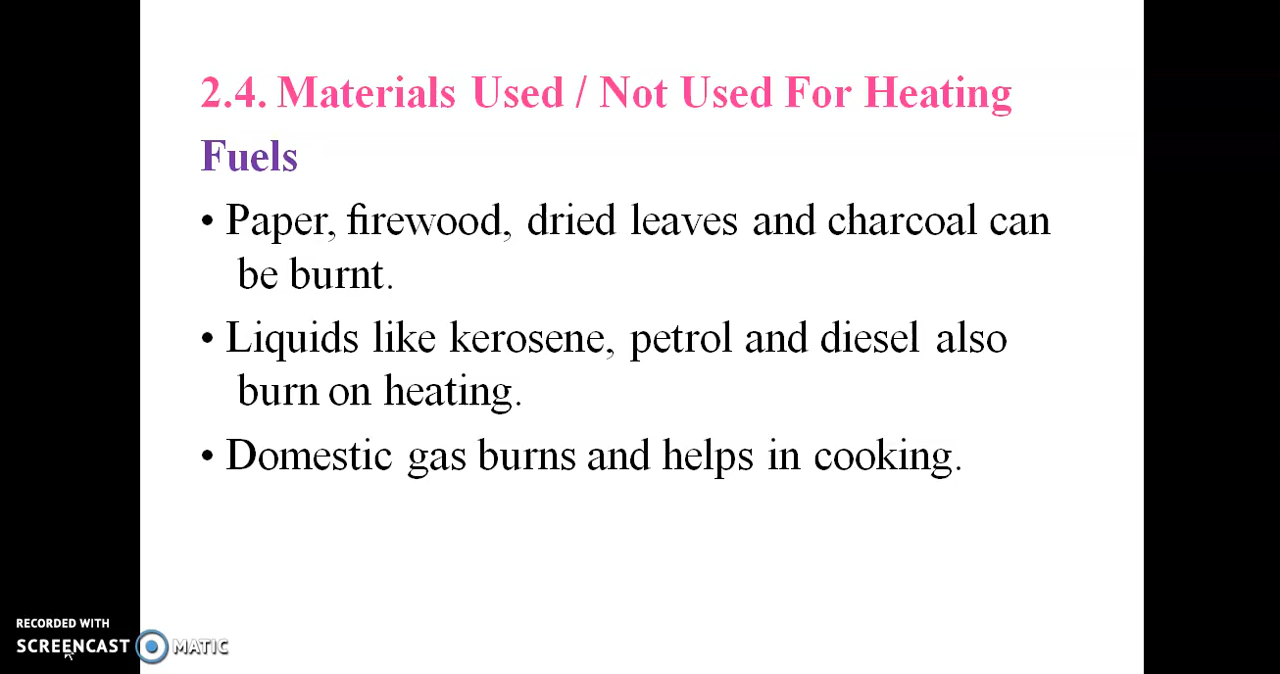 2.4. Materials Used / Not Used For Heating
Fuels
• Paper, firewood, dried leaves and charcoal can
be burnt.
• Liquids like kerosene, petrol and diesel also
burn on heating.
• Domestic gas burns and helps in cooking.
RECORDED WITH
SCREENCAST MATIC